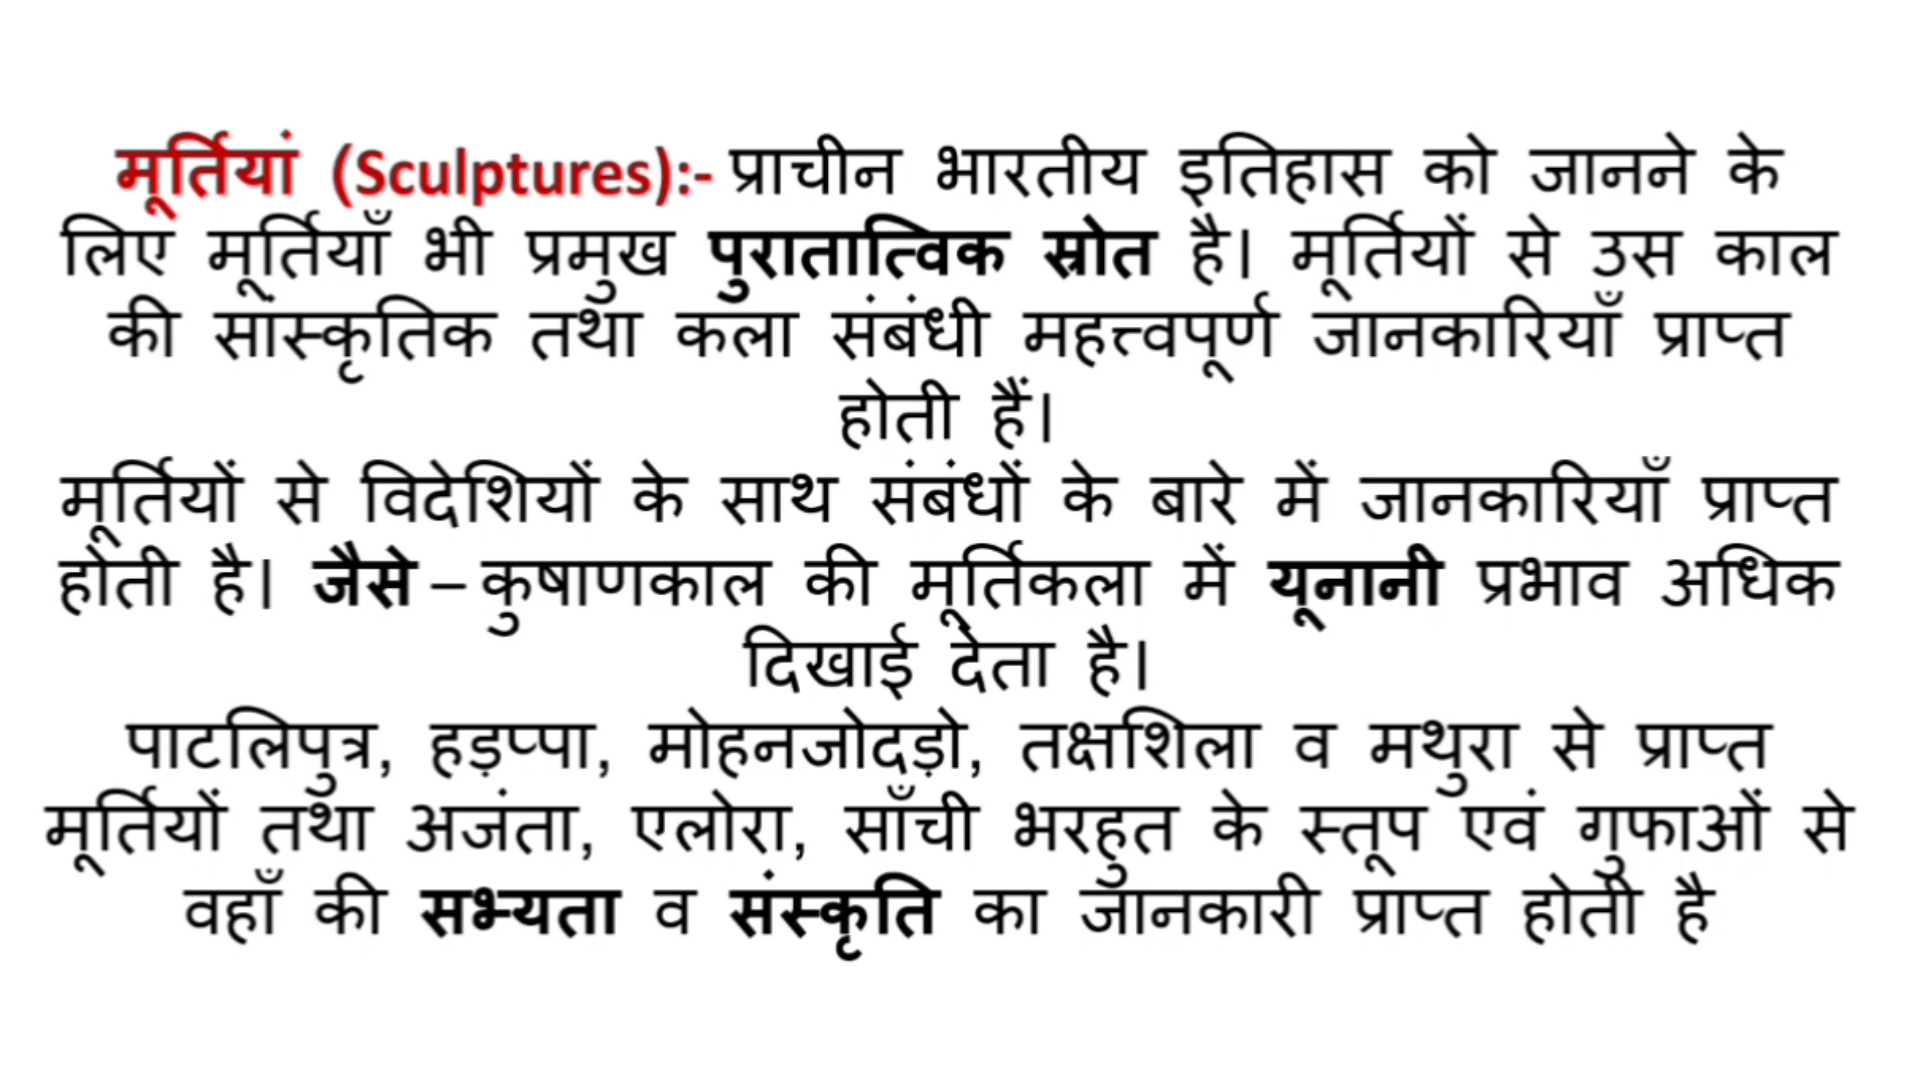 मूर्तियां (Sculptures):- प्राचीन भारतीय इतिहास को जानने के
लिए मूर्तियाँ भी प्रमुख पुरातात्विक स्रोत है। मूर्तियों से उस काल
की सांस्कृतिक तथा कला संबंधी महत्त्वपूर्ण जानकारियाँ प्राप्त
होती हैं।
मूर्तियों से विदेशियों के साथ संबंधों के बारे में जानकारियाँ प्राप्त
होती है। जैसे – कुषाणकाल की मूर्तिकला में यूनानी प्रभाव अधिक
दिखाई देता है।
पाटलिपुत्र, हड़प्पा, मोहनजोदड़ो, तक्षशिला व मथुरा से प्राप्त
मूर्तियों तथा अजंता, एलोरा, साँची भरहुत के स्तूप एवं गुफाओं से
वहाँ की सभ्यता व संस्कृति का जानकारी प्राप्त होती है